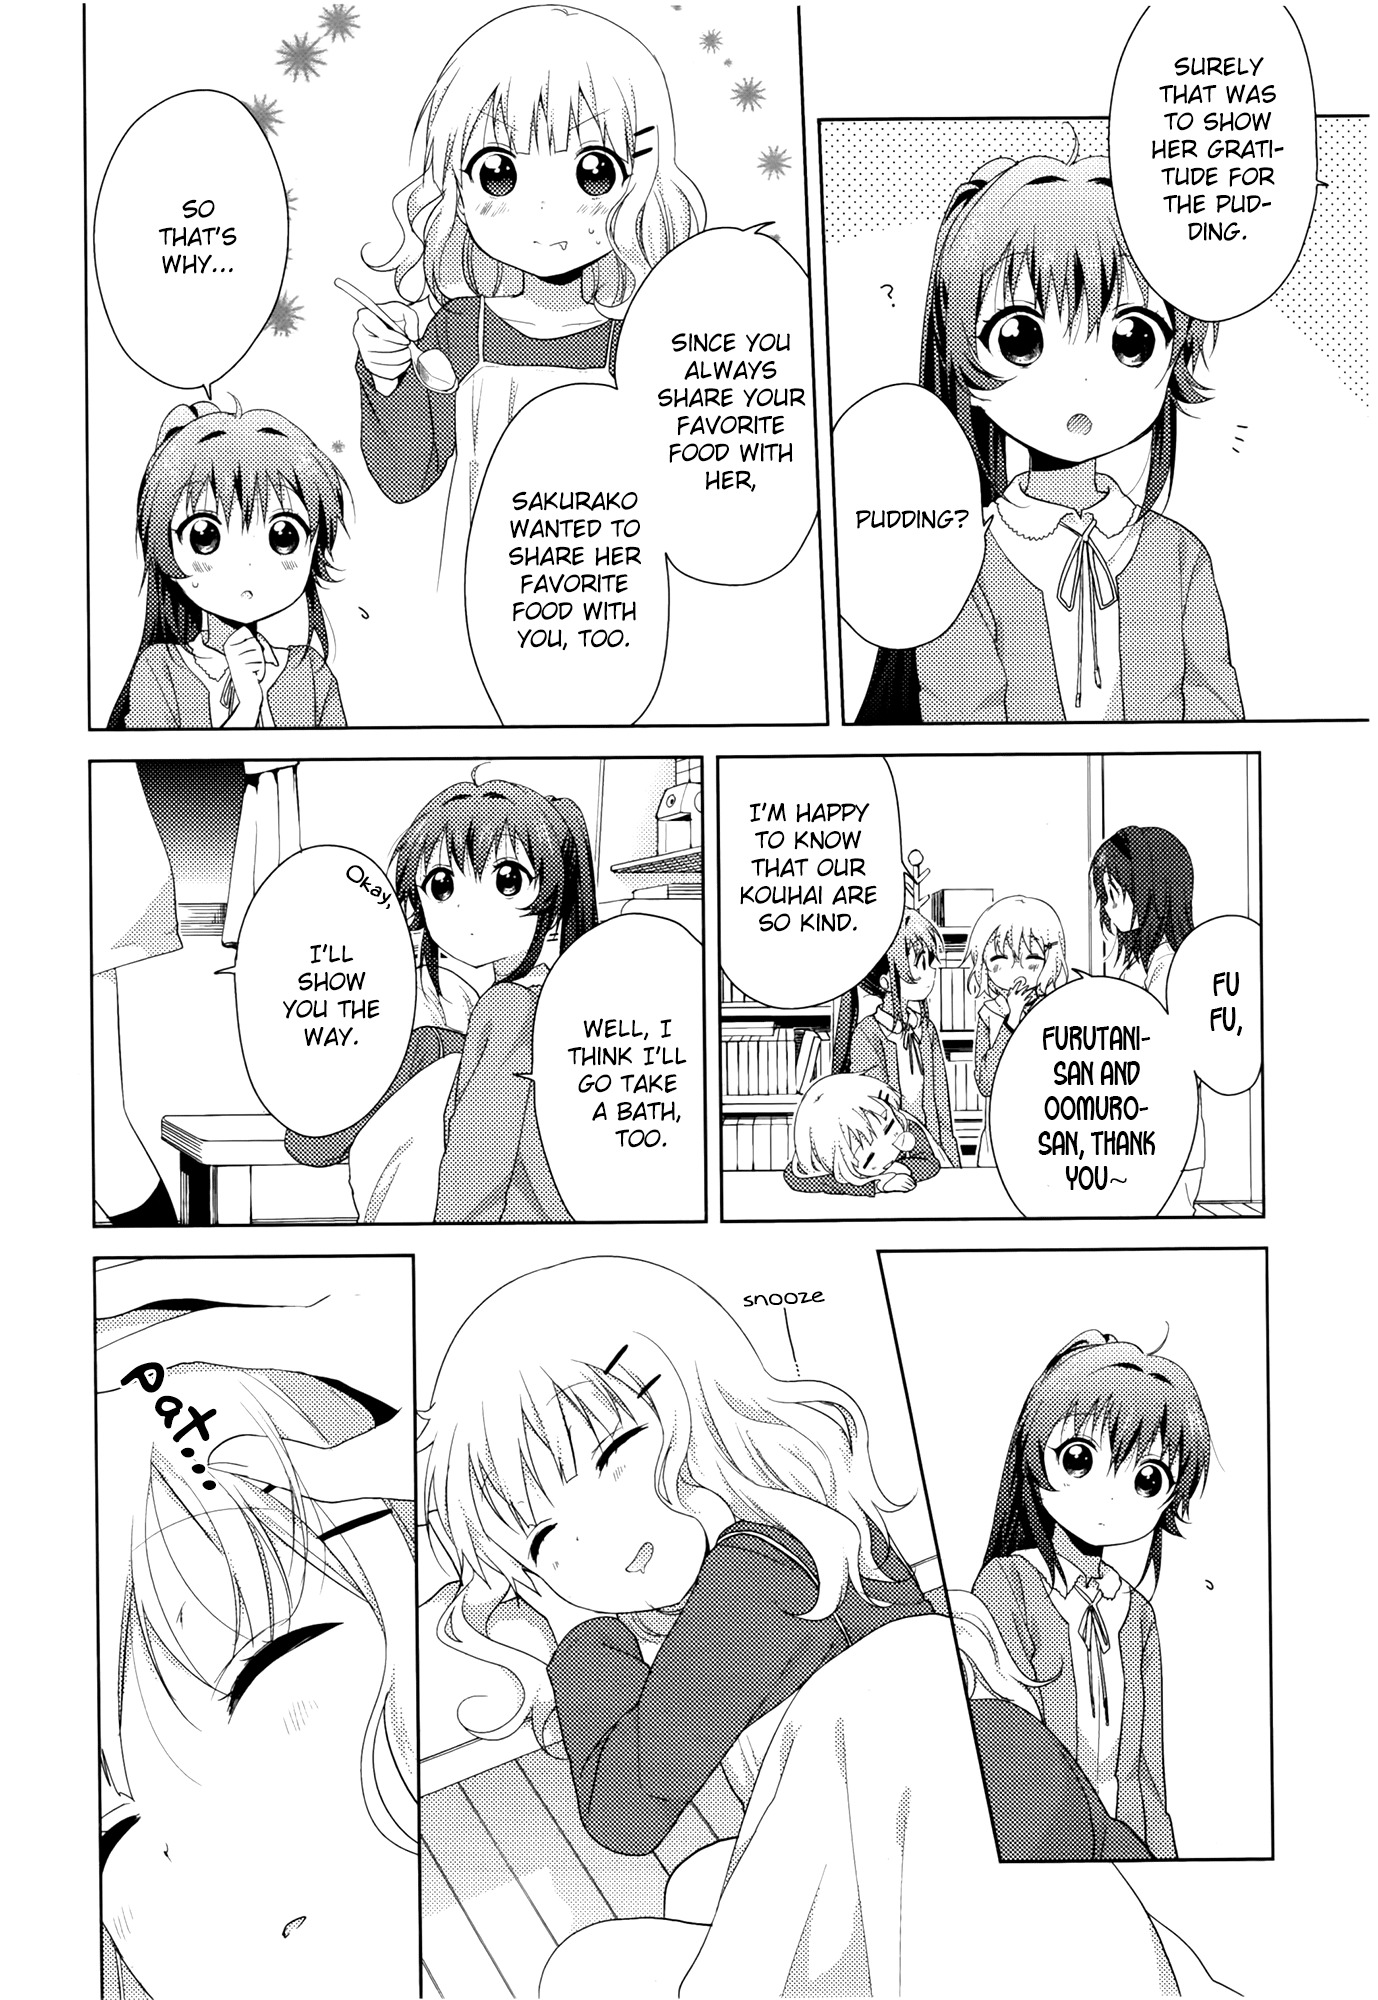 SURELY
THAT WAS
TO SHOW
HER GRATI-
TUDE FOR
THE PUD-
DING.
?
PUDDING?
SINCE YOU
ALWAYS
SHARE YOUR
FAVORITE
FOOD WITH
HER,
SAKURAKO
WANTED TO
SHARE HER
FAVORITE
FOOD WITH
YOU, TOO.
SO
THAT'S
WHY...
FU
FU,
FURUTANI-
SAN AND
OOMURO-
SAN, THANK
YOU~
I'M HAPPY
TO KNOW
THAT OUR
KOUHAI ARE
SO KIND.
WELL, I
THINK I'LL
GO TAKE
A BATH,
TOO.
Okay,
I'LL
SHOW
YOU THE
WAY.
snooze
Pat....